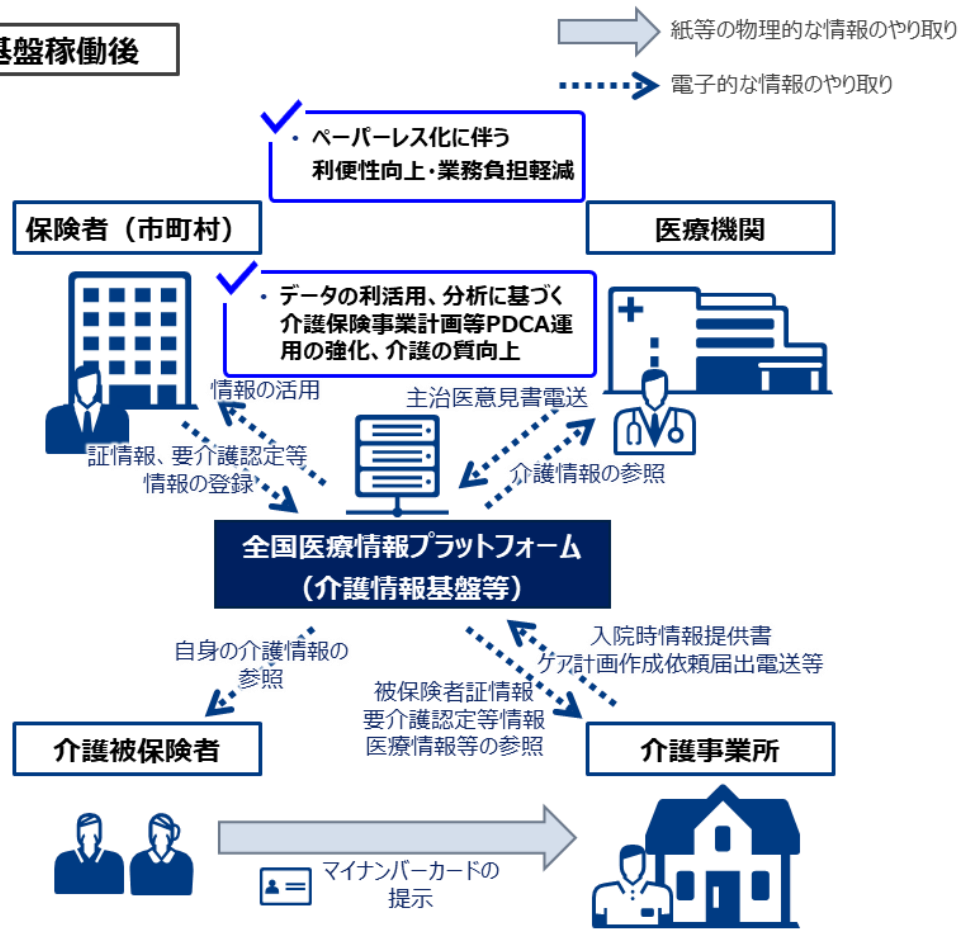 基盤稼働後
紙等の物理的な情報のやり取り
電子的な情報のやり取り
・ ペーパーレス化に伴う
利便性向上・業務負担軽減
保険者（市町村）
医療機関
・ データの利活用、分析に基づく
介護保険事業計画等PDCA運
用の強化、介護の質向上
情報の活用
主治医意見書電送
証情報、要介護認定等
情報の登録
介護情報の参照
全国医療情報プラットフォーム
（介護情報基盤等）
自身の介護情報の
参照
入院時情報提供書
ケア計画作成依頼届出電送等
被保険者証情報
要介護認定等情報
医療情報等の参照
介護被保険者
介護事業所
マイナンバーカードの
提示